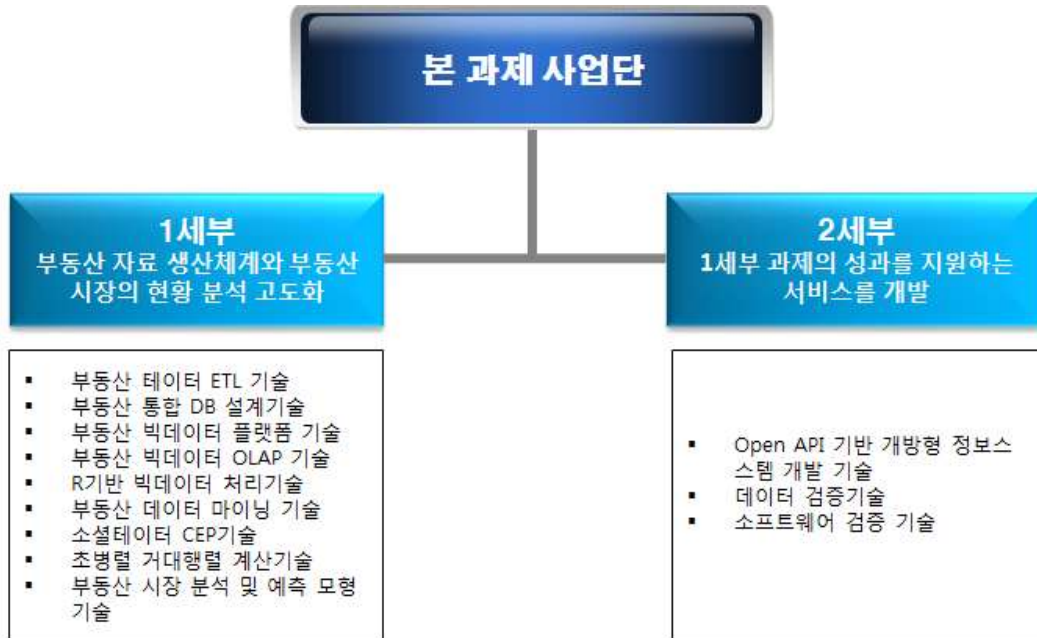 본 과제 사업단
1세부
부동산 자료 생산체계와 부동산
시장의 현황 분석 고도화
▪ 부동산 테이터 ETL 기술
▪ 부동산 통합 DB 설계기술
▪ 부동산 빅데이터 플랫폼 기술
▪ 부동산 빅데이터 OLAP 기술
▪ R기반 빅데이터 처리기술
▪ 부동산 데이터 마이닝 기술
▪ 소셜테이터 CEP기술
▪ 초병렬 거대행렬 계산기술
▪ 부동산 시장 분석 및 예측 모형
기술
2세부
1세부 과제의 성과를 지원하는
서비스를 개발
▪ Open API 기반 개방형 정보스
스템 개발 기술
▪ 데이터 검증기술
▪ 소프트웨어 검증 기술